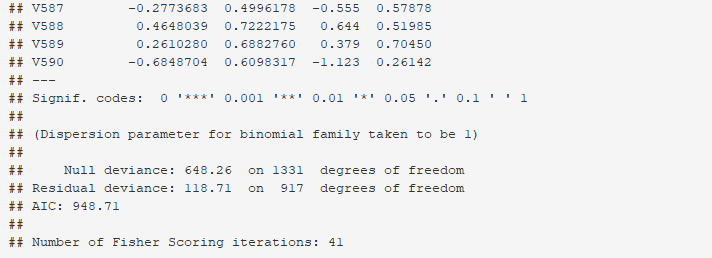 ## V587        -0.2773683  0.4996178  -0.555  0.57878
## V588         0.4648039  0.7222175   0.644  0.51985
## V589         0.2610280  0.6882760   0.379  0.70450
## V590        -0.6848704  0.6098317  -1.123  0.26142
## ---
## Signif. codes:  0 '***' 0.001 '**' 0.01 '*' 0.05 '.' 0.1 ' ' 1
##
## (Dispersion parameter for binomial family taken to be 1)
##
##     Null deviance: 648.26  on 1331  degrees of freedom
## Residual deviance: 118.71  on  917  degrees of freedom
## AIC: 948.71
##
## Number of Fisher Scoring iterations: 41